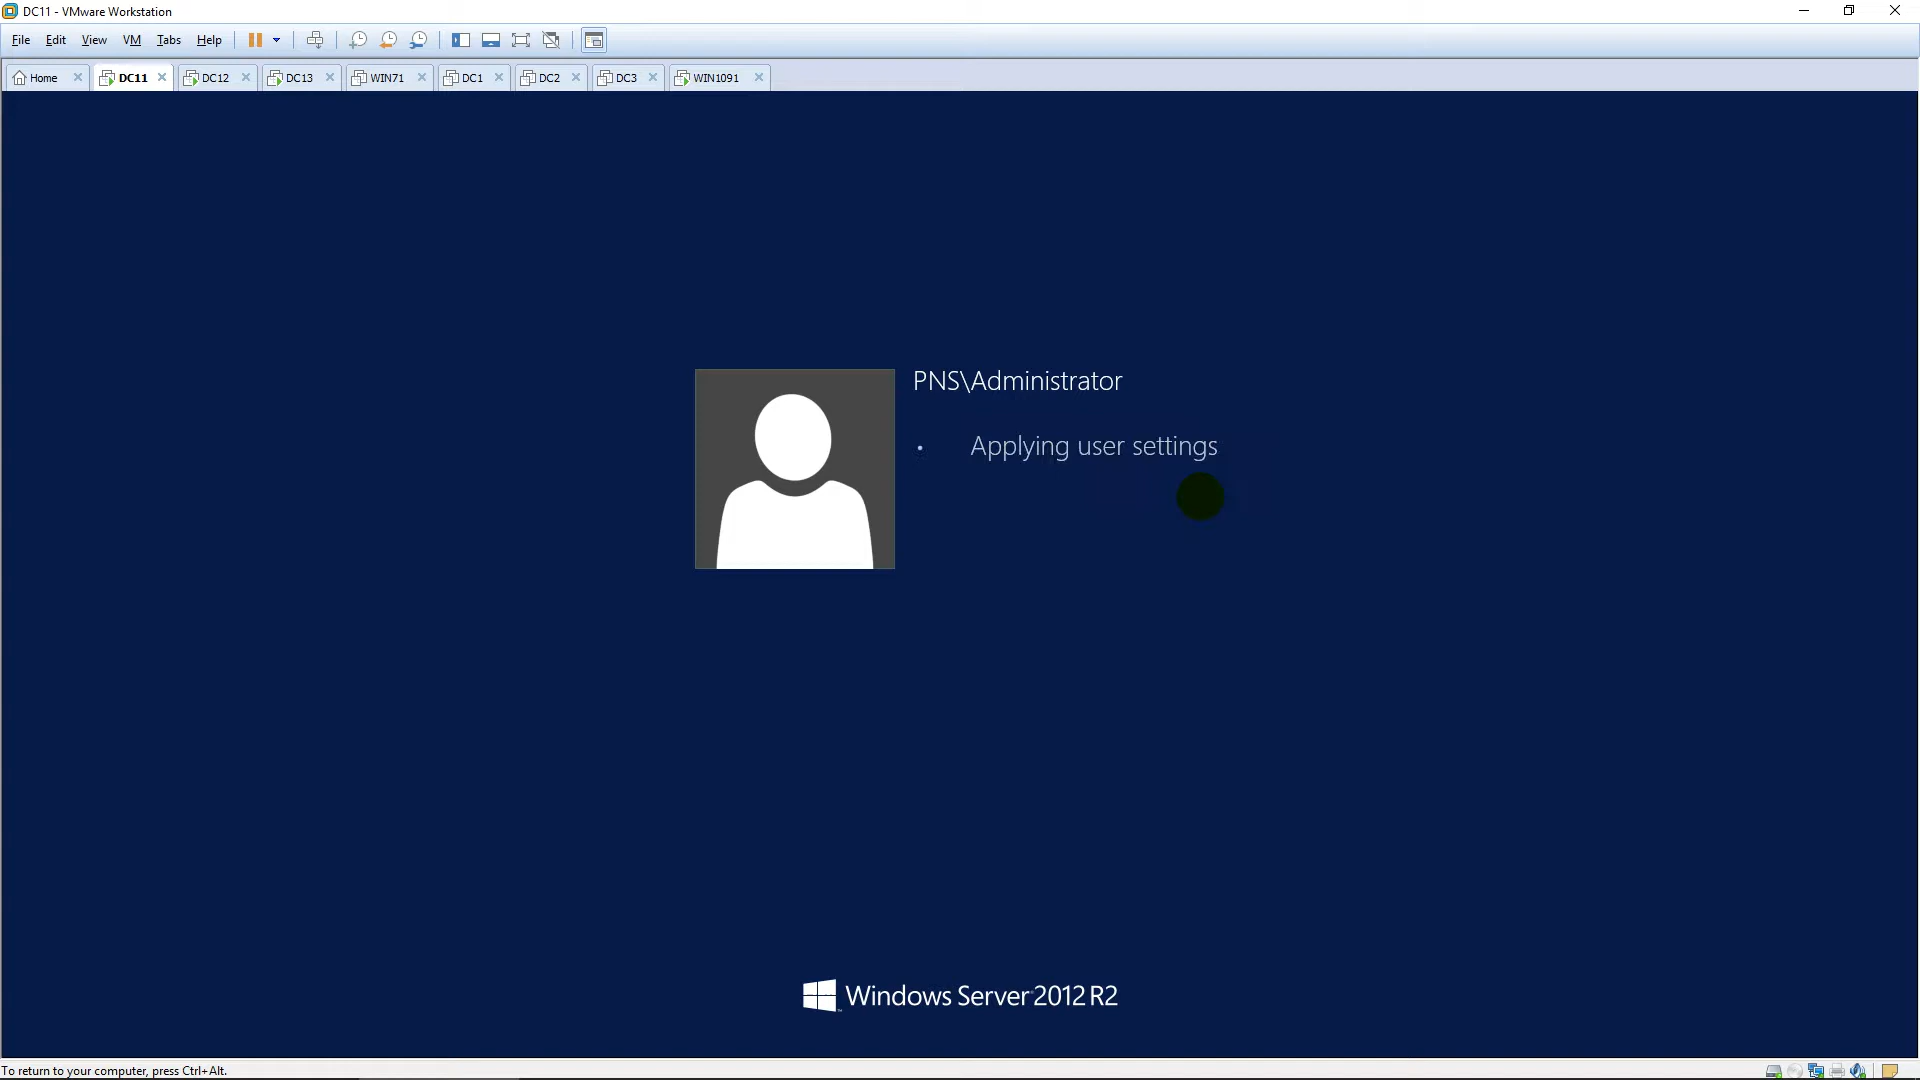 DC11 - VMware Workstation
File Edit View VM Tabs Help
Home DC11 DC12 DC13 WIN71 DC1 DC2 DC3 WIN1091
PNS\Administrator
Applying user settings
Windows Server 2012 R2
To return to your computer, press Ctrl+Alt.